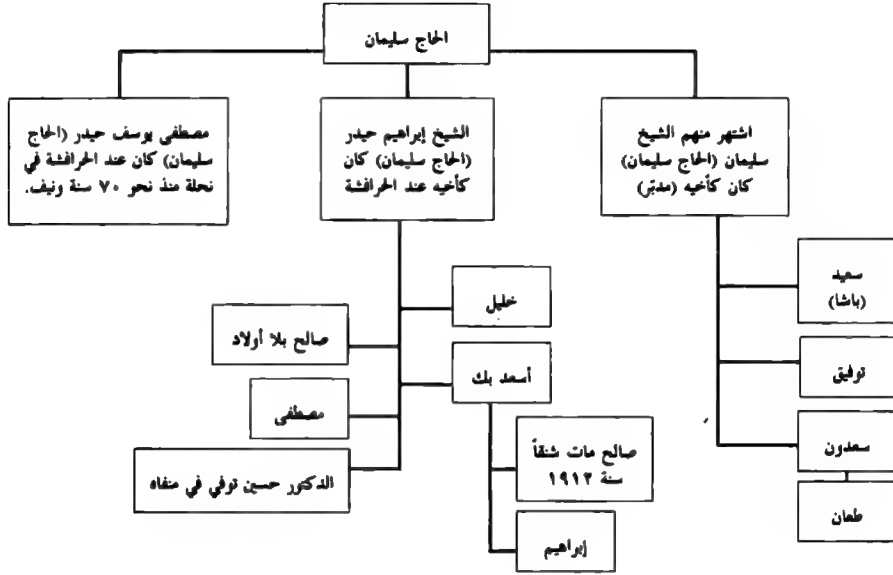 الحاج سليمان
اشتهر منهم الشيخ
سليمان (الحاج سليمان)
كان كأخيه (مدبّر)
الشيخ إبراهيم حيدر
(الحاج سليمان) كان
كأخيه عند الحرافشة
مصطفى يوسف حيدر (الحاج
سليمان) كان عند الحرافشة في
نحلة منذ نحو ٧٠ سنة ونيف.
سعيد
(باشا)
توفيق
سعدون
طعان
خليل
أسعد بك
صالح مات شنقاً
سنة ١٩١٢
إبراهيم
صالح بلا أولاد
مصطفى
الدكتور حسين توفي في منفاه